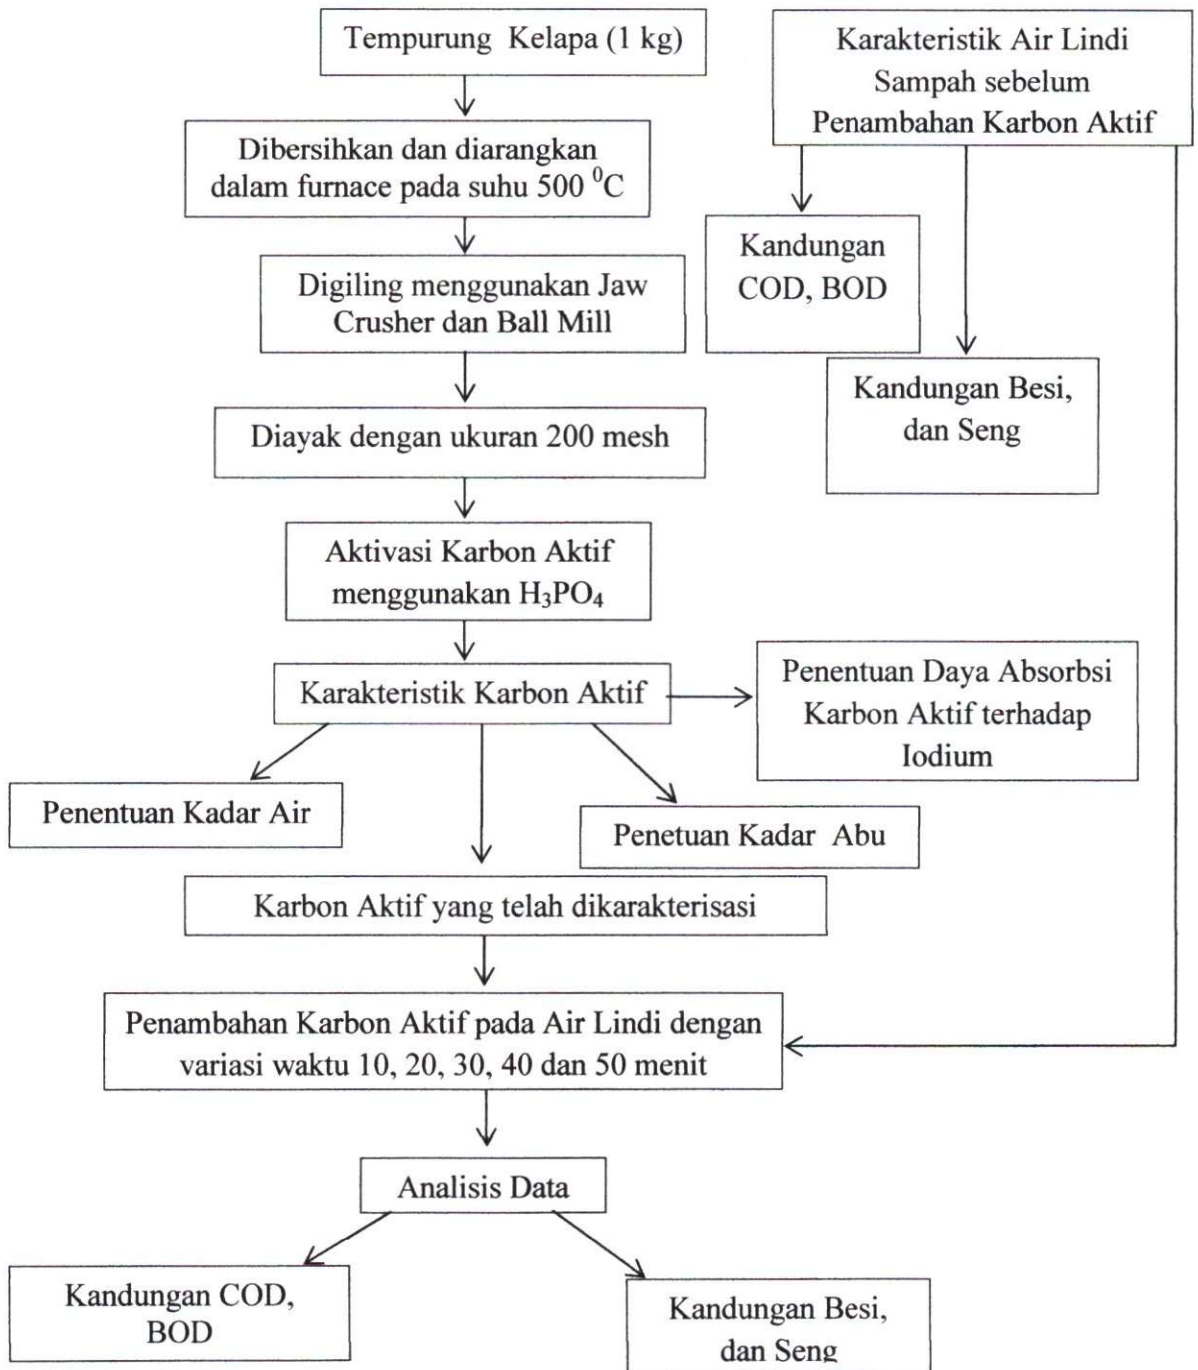 Tempurung Kelapa (1 kg)
Dibersihkan dan diarangkan
dalam furnace pada suhu 500 ⁰C
Digiling menggunakan Jaw
Crusher dan Ball Mill
Diayak dengan ukuran 200 mesh
Aktivasi Karbon Aktif
menggunakan H₃PO₄
Karakteristik Karbon Aktif
Penentuan Daya Absorbsi
Karbon Aktif terhadap
Iodium
Penentuan Kadar Air
Penetuan Kadar Abu
Karbon Aktif yang telah dikarakterisasi
Karakteristik Air Lindi
Sampah sebelum
Penambahan Karbon Aktif
Kandungan
COD, BOD
Kandungan Besi,
dan Seng
Penambahan Karbon Aktif pada Air Lindi dengan
variasi waktu 10, 20, 30, 40 dan 50 menit
Analisis Data
Kandungan COD,
BOD
Kandungan Besi,
dan Seng